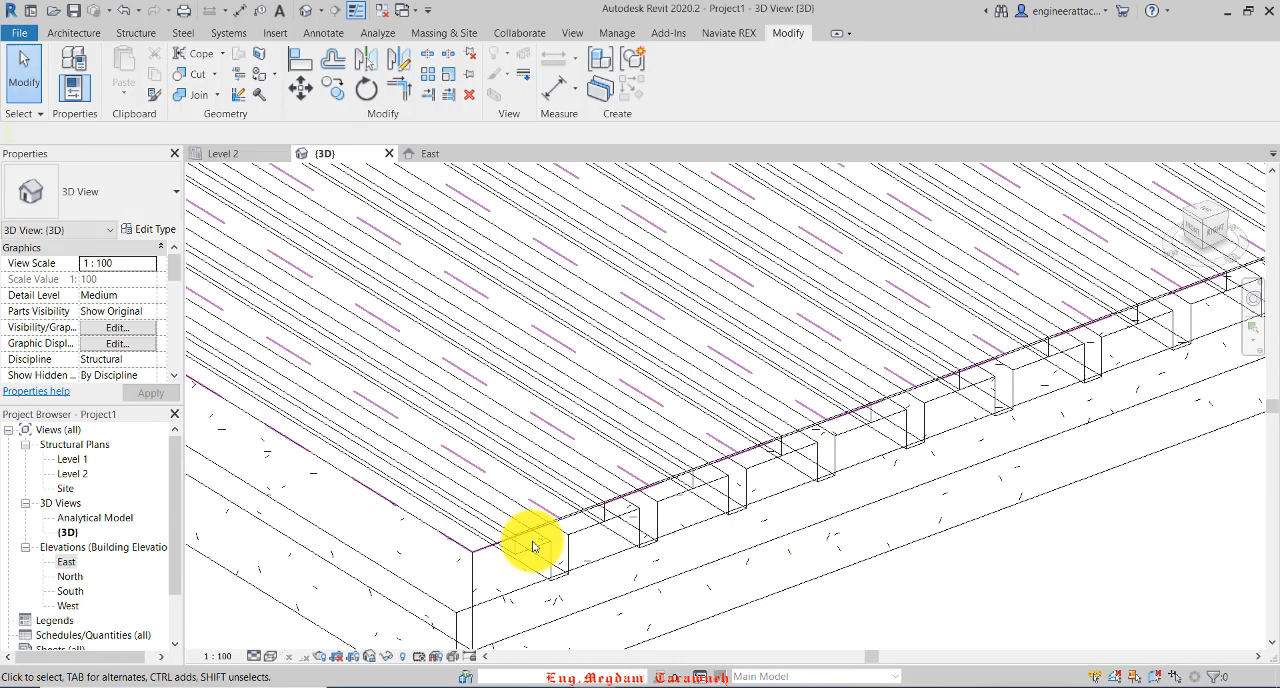 Autodesk Revit 2020.2 - Project1 - 3D View: {3D}
engineerattac...
File Architecture Structure Steel Systems Insert Annotate Analyze Massing & Site Collaborate View Manage Add-Ins Naviate REX Modify
Modify
Paste
Cope
Cut
Join
Select Properties Clipboard Geometry Modify View Measure Create
Properties
Level 2 {3D} East
3D View
3D View: {3D} Edit Type
Graphics
View Scale 1 : 100
Scale Value 1: 100
Detail Level Medium
Parts Visibility Show Original
Visibility/Grap... Edit...
Graphic Displ... Edit...
Discipline Structural
Show Hidden ... By Discipline
Properties help Apply
Project Browser - Project1
Views (all)
Structural Plans
Level 1
Level 2
Site
3D Views
Analytical Model
{3D}
Elevations (Building Elevatio
East
North
South
West
Legends
Schedules/Quantities (all)
FRONT RIGHT
1 : 100
Click to select, TAB for alternates, CTRL adds, SHIFT unselects.
Eng.Megdam Tarawneh
Main Model
:0